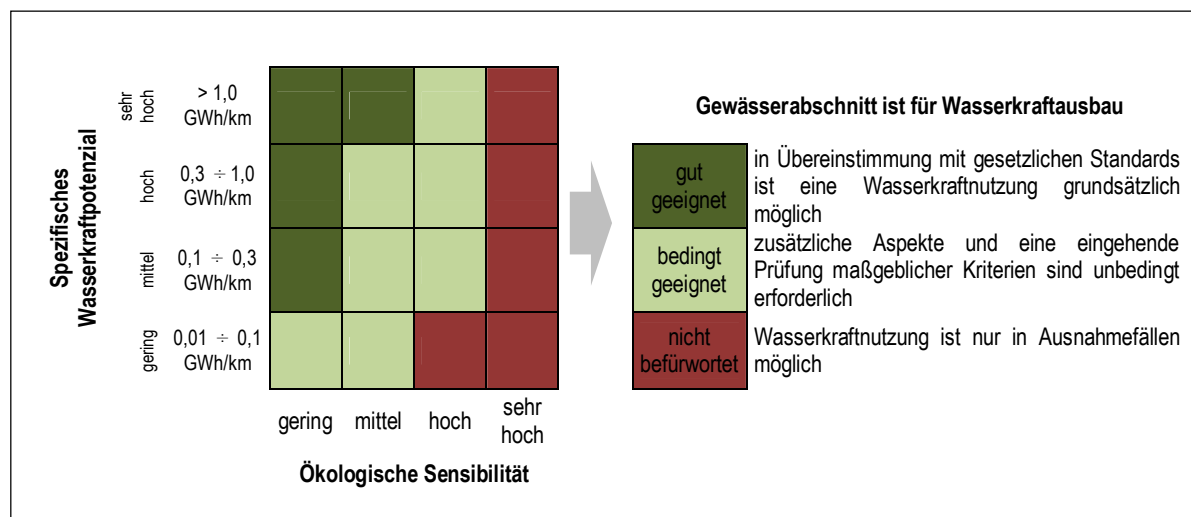 Spezifisches
Wasserkraftpotenzial
sehr
hoch
> 1,0
GWh/km
hoch
0,3 ÷ 1,0
GWh/km
mittel
0,1 ÷ 0,3
GWh/km
gering
0,01 ÷ 0,1
GWh/km
gering
mittel
hoch
sehr
hoch
Ökologische Sensibilität
Gewässerabschnitt ist für Wasserkraftausbau
gut
geeignet
in Übereinstimmung mit gesetzlichen Standards
ist eine Wasserkraftnutzung grundsätzlich
möglich
bedingt
geeignet
zusätzliche Aspekte und eine eingehende
Prüfung maßgeblicher Kriterien sind unbedingt
erforderlich
nicht
befürwortet
Wasserkraftnutzung ist nur in Ausnahmefällen
möglich